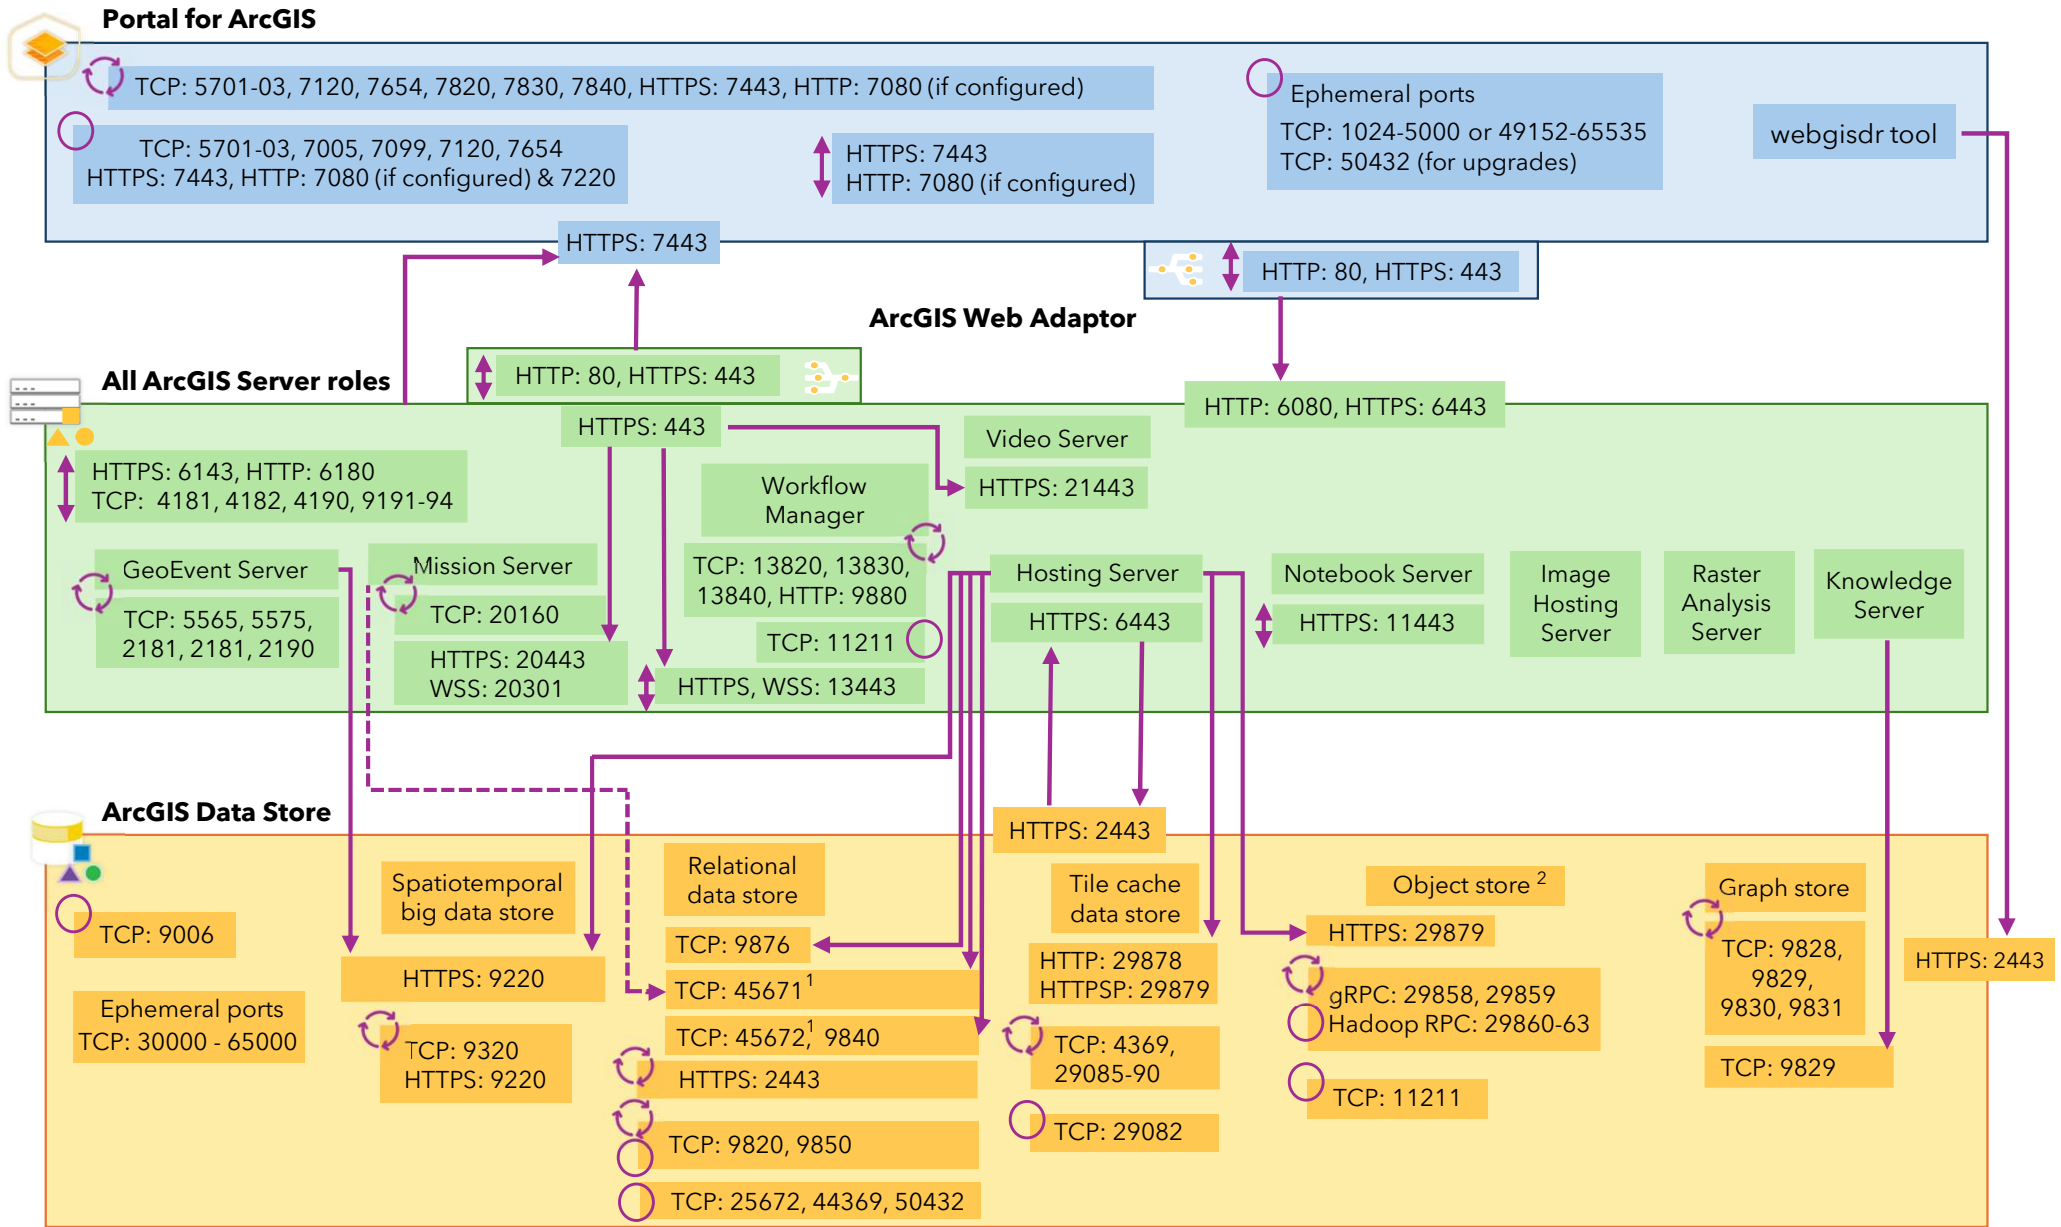 Portal for ArcGIS
TCP: 5701-03, 7120, 7654, 7820, 7830, 7840, HTTPS: 7443, HTTP: 7080 (if configured)
TCP: 5701-03, 7005, 7099, 7120, 7654
HTTPS: 7443, HTTP: 7080 (if configured) & 7220
HTTPS: 7443
HTTP: 7080 (if configured)
Ephemeral ports
TCP: 1024-5000 or 49152-65535
TCP: 50432 (for upgrades)
webgisdr tool
HTTPS: 7443
HTTP: 80, HTTPS: 443
ArcGIS Web Adaptor
HTTP: 80, HTTPS: 443
All ArcGIS Server roles
HTTP: 6080, HTTPS: 6443
HTTPS: 443
Video Server
HTTPS: 21443
HTTPS: 6143, HTTP: 6180
TCP: 4181, 4182, 4190, 9191-94
Workflow
Manager
TCP: 13820, 13830,
13840, HTTP: 9880
TCP: 11211
HTTPS, WSS: 13443
GeoEvent Server
TCP: 5565, 5575,
2181, 2181, 2190
Mission Server
TCP: 20160
HTTPS: 20443
WSS: 20301
Hosting Server
HTTPS: 6443
Notebook Server
HTTPS: 11443
Image
Hosting
Server
Raster
Analysis
Server
Knowledge
Server
ArcGIS Data Store
HTTPS: 2443
TCP: 9006
Ephemeral ports
TCP: 30000 - 65000
Spatiotemporal
big data store
HTTPS: 9220
TCP: 9320
HTTPS: 9220
Relational
data store
TCP: 9876
TCP: 45671¹
TCP: 45672,¹ 9840
HTTPS: 2443
TCP: 9820, 9850
TCP: 25672, 44369, 50432
Tile cache
data store
HTTP: 29878
HTTPSP: 29879
TCP: 4369,
29085-90
TCP: 29082
Object store ²
HTTPS: 29879
gRPC: 29858, 29859
Hadoop RPC: 29860-63
TCP: 11211
Graph store
TCP: 9828,
9829,
9830, 9831
TCP: 9829
HTTPS: 2443